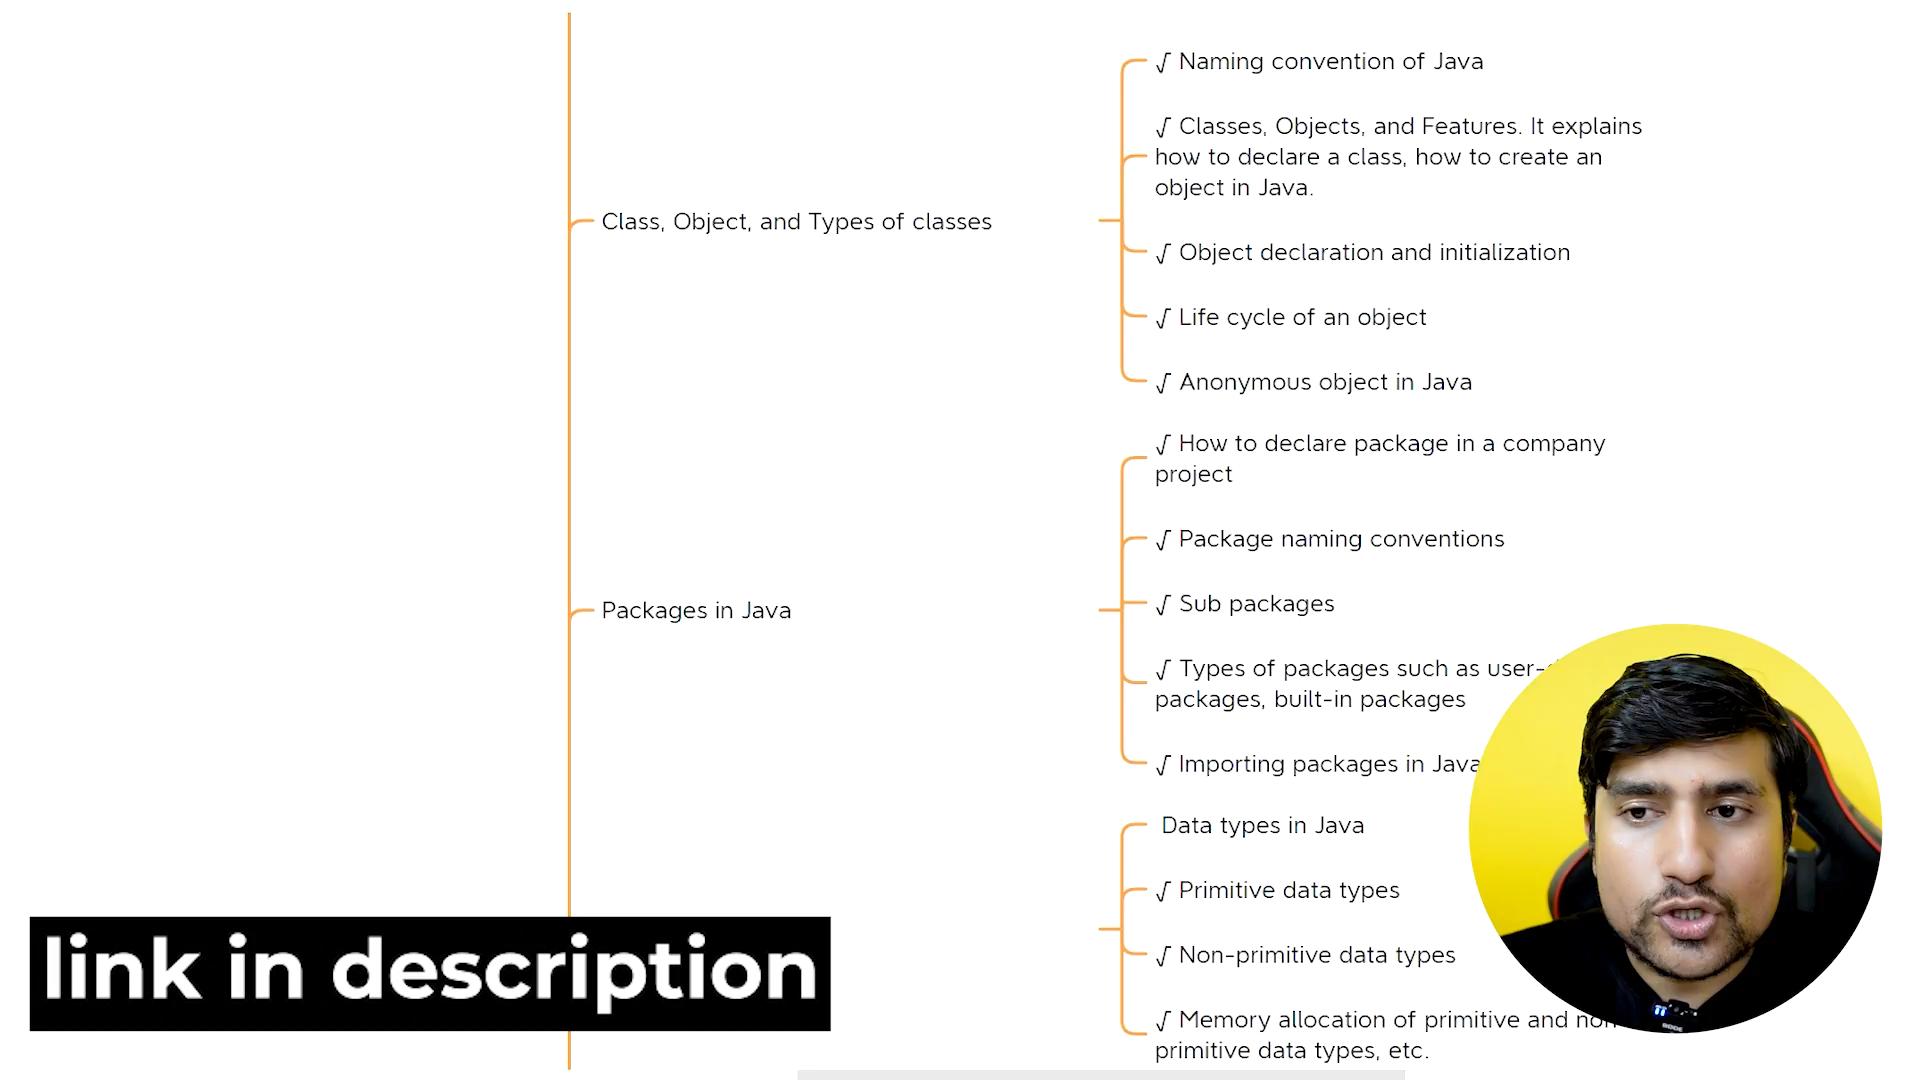 √ Naming convention of Java
√ Classes, Objects, and Features. It explains
how to declare a class, how to create an
object in Java.
Class, Object, and Types of classes
√ Object declaration and initialization
√ Life cycle of an object
√ Anonymous object in Java
√ How to declare package in a company
project
√ Package naming conventions
√ Sub packages
Packages in Java
√ Types of packages such as user-
packages, built-in packages
√ Importing packages in Java
Data types in Java
√ Primitive data types
√ Non-primitive data types
√ Memory allocation of primitive and non
primitive data types, etc.
link in description
RODE